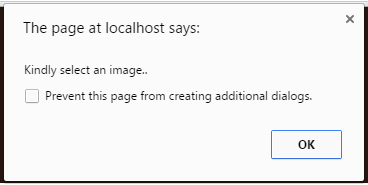 The page at localhost says:
Kindly select an image..
Prevent this page from creating additional dialogs.
OK